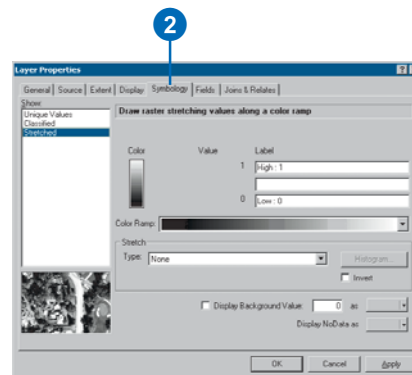 2
Layer Properties
General Source Extent Display Symbology Fields Joins & Relates
Show:
Unique Values
Classified
Stretched
Draw raster stretching values along a color ramp
Color Value Label
1 High : 1
0 Low : 0
Color Ramp:
Stretch
Type: None Histogram...
Invert
Display Background Value: 0 as
Display NoData as
OK Cancel Apply